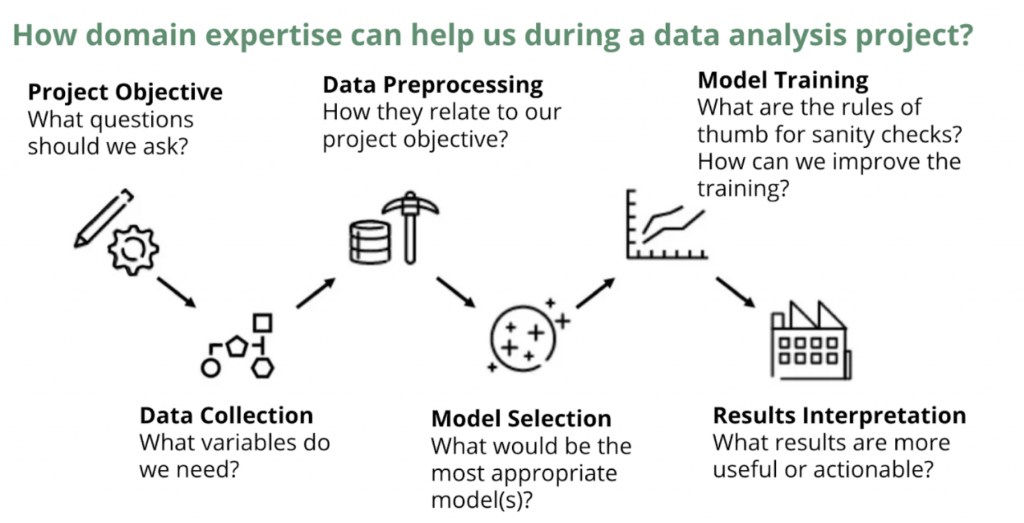 How domain expertise can help us during a data analysis project?
Project Objective
What questions
should we ask?
Data Collection
What variables do
we need?
Data Preprocessing
How they relate to our
project objective?
Model Selection
What would be the
most appropriate
model(s)?
Model Training
What are the rules of
thumb for sanity checks?
How can we improve the
training?
Results Interpretation
What results are more
useful or actionable?